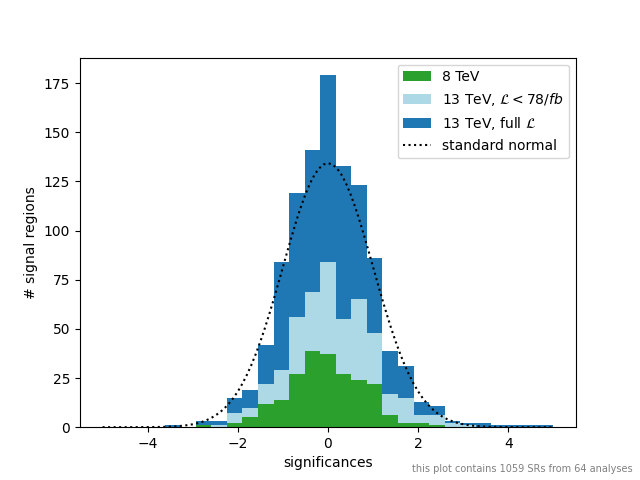 8 TeV
13 TeV, ℒ < 78/fb
13 TeV, full ℒ
standard normal
# signal regions
175
150
125
100
75
50
25
0
−4 −2 0 2 4
significances
this plot contains 1059 SRs from 64 analyses